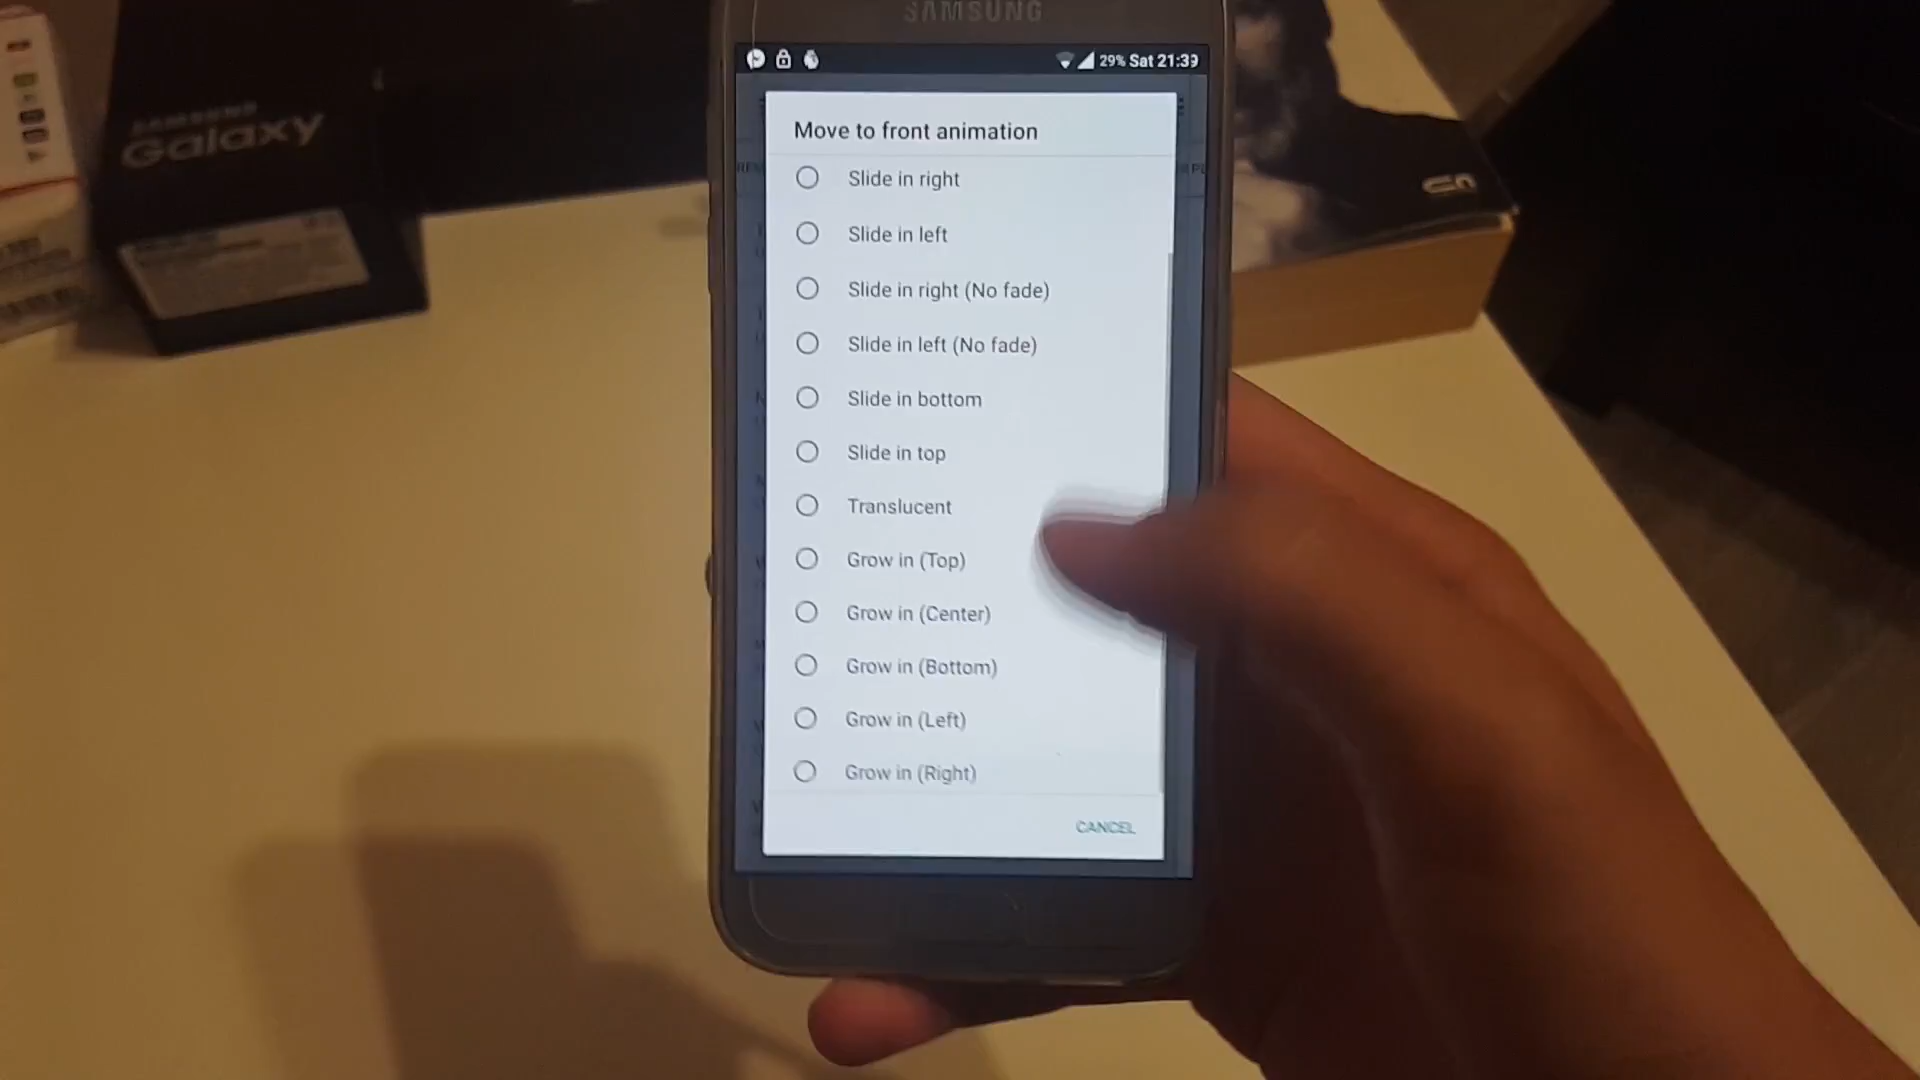 SAMSUNG
29% Sat 21:39
SAMSUNG
Galaxy
Move to front animation
Slide in right
Slide in left
Slide in right (No fade)
Slide in left (No fade)
Slide in bottom
Slide in top
Translucent
Grow in (Top)
Grow in (Center)
Grow in (Bottom)
Grow in (Left)
Grow in (Right)
CANCEL